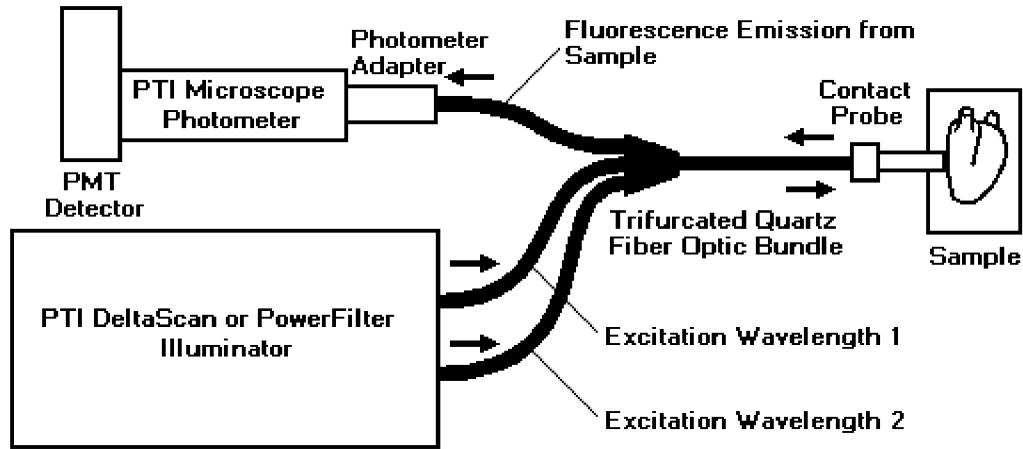 Fluorescence Emission from
Sample
Photometer
Adapter
PTI Microscope
Photometer
Contact
Probe
PMT
Detector
Trifurcated Quartz
Fiber Optic Bundle
Sample
PTI DeltaScan or PowerFilter
Illuminator
Excitation Wavelength 1
Excitation Wavelength 2